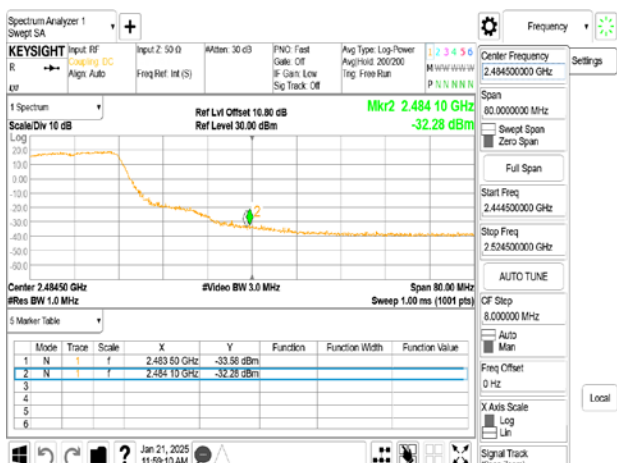 Spectrum Analyzer 1
Swept SA
+
Frequency
KEYSIGHT
R
Input: RF
Coupling: DC
Align: Auto
Input Z: 50 Ω
Freq Ref: Int (S)
#Atten: 30 dB
PNO: Fast
Gate: Off
IF Gain: Low
Sig Track: Off
Avg Type: Log-Power
Avg|Hold: 200/200
Trig: Free Run
1 2 3 4 5 6
M W W W W W
P N N N N N
1 Spectrum
Scale/Div 10 dB
Ref Lvl Offset 10.80 dB
Ref Level 30.00 dBm
Mkr2 2.484 10 GHz
-32.28 dBm
Log
20.0
10.0
0.00
-10.0
-20.0
-30.0
-40.0
-50.0
-60.0
2
Center 2.48450 GHz
#Res BW 1.0 MHz
#Video BW 3.0 MHz
Span 80.00 MHz
Sweep 1.00 ms (1001 pts)
5 Marker Table
Mode Trace Scale X Y Function Function Width Function Value
1 N 1 f 2.483 50 GHz -33.58 dBm
2 N 1 f 2.484 10 GHz -32.28 dBm
3
4
5
6
Jan 21, 2025
11:59:10 AM
Center Frequency
2.484500000 GHz
Span
80.0000000 MHz
Swept Span
Zero Span
Full Span
Start Freq
2.444500000 GHz
Stop Freq
2.524500000 GHz
AUTO TUNE
CF Step
8.000000 MHz
Auto
Man
Freq Offset
0 Hz
X Axis Scale
Log
Lin
Signal Track
Settings
Local